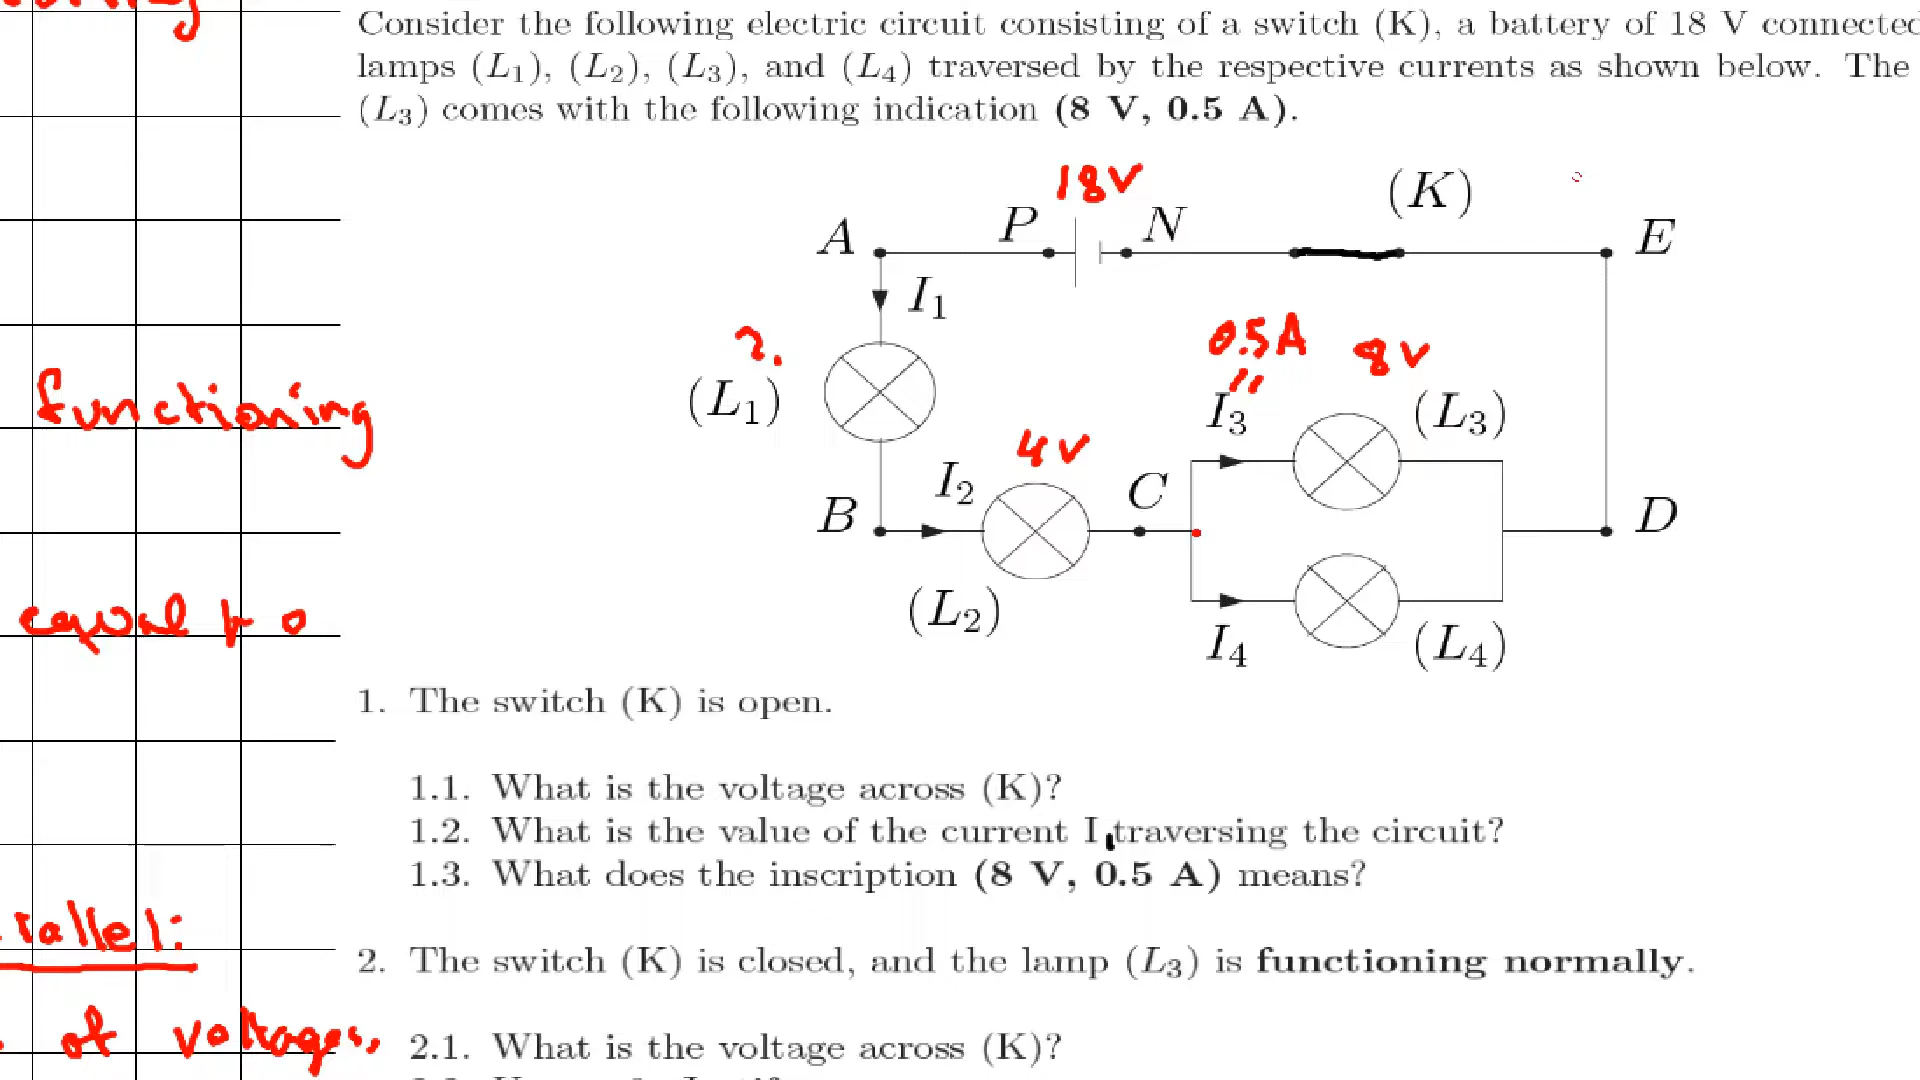 Consider the following electric circuit consisting of a switch (K), a battery of 18 V connected
lamps (L1), (L2), (L3), and (L4) traversed by the respective currents as shown below. The
(L3) comes with the following indication (8 V, 0.5 A).
18V
(K)
A
P
N
E
I1
0.5A
8V
?
(L1)
functioning
"
I3
(L3)
4V
I2
C
B
D
(L2)
equal to
I4
(L4)
1. The switch (K) is open.
1.1. What is the voltage across (K)?
1.2. What is the value of the current I traversing the circuit?
1.3. What does the inscription (8 V, 0.5 A) means?
rallel:
2. The switch (K) is closed, and the lamp (L3) is functioning normally.
of voltages.
2.1. What is the voltage across (K)?